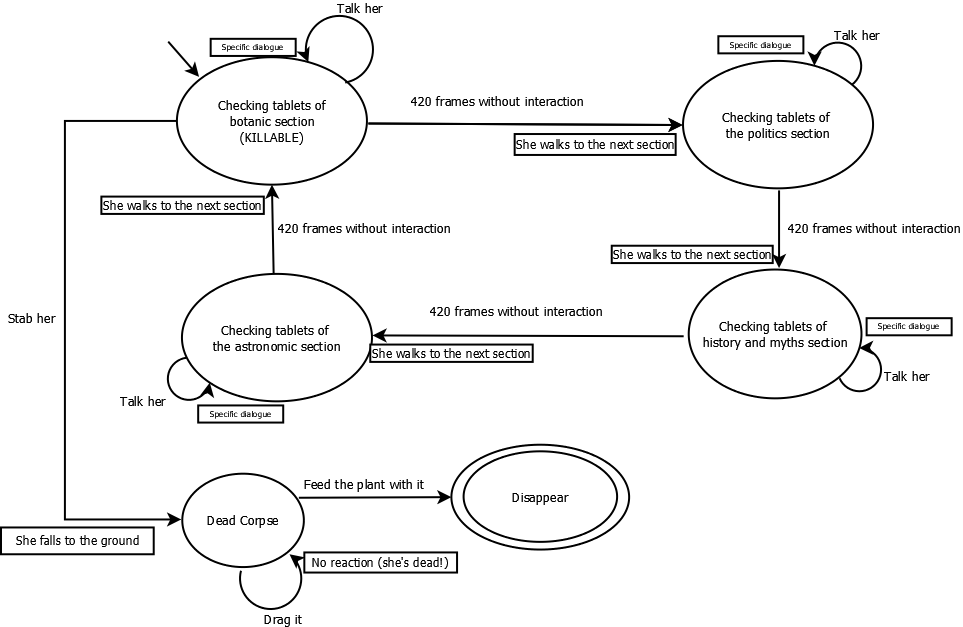 Talk her
Specific dialogue
Checking tablets of
botanic section
(KILLABLE)
420 frames without interaction
She walks to the next section
Talk her
Specific dialogue
Checking tablets of
the politics section
She walks to the next section
420 frames without interaction
420 frames without interaction
She walks to the next section
Stab her
Checking tablets of
the astronomic section
420 frames without interaction
She walks to the next section
Checking tablets of
history and myths section
Specific dialogue
Talk her
Talk her
Specific dialogue
Feed the plant with it
Disappear
Dead Corpse
She falls to the ground
No reaction (she's dead!)
Drag it